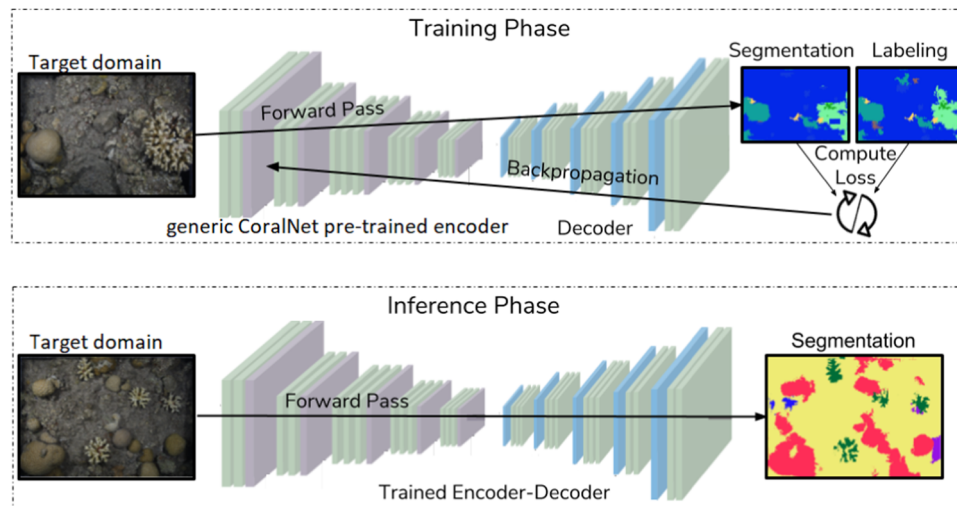 Training Phase
Target domain
Segmentation Labeling
Forward Pass
Compute
Loss
Backpropagation
generic CoralNet pre-trained encoder
Decoder
Inference Phase
Target domain
Segmentation
Forward Pass
Trained Encoder-Decoder